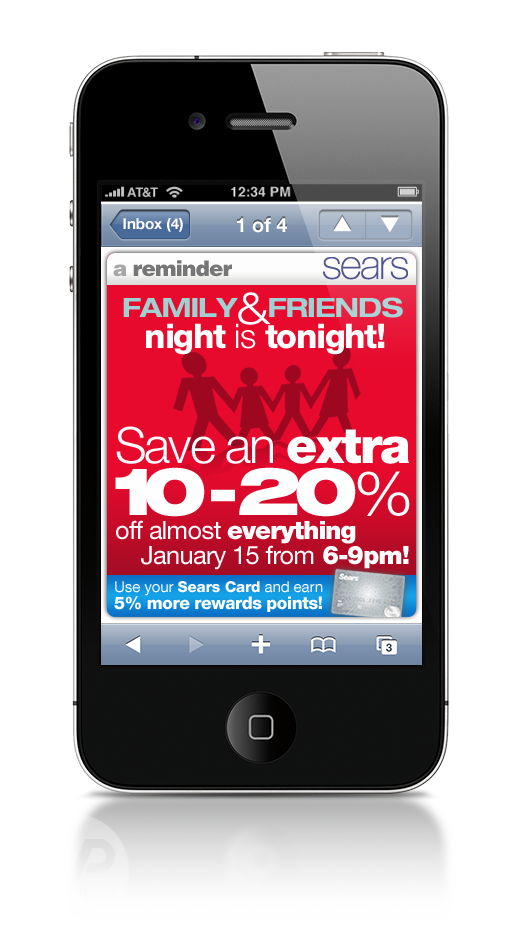 AT&T 12:34 PM
Inbox (4) 1 of 4
a reminder sears
FAMILY&FRIENDS
night is tonight!
Save an extra
10-20%
off almost everything
January 15 from 6-9pm!
Use your Sears Card and earn
5% more rewards points!
Sears
3